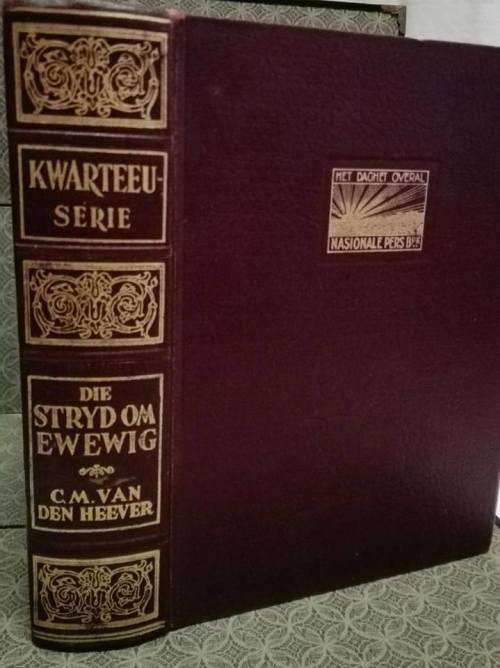 KWARTEEU-
SERIE
DIE
STRYD OM
EWEWIG
C.M. VAN
DEN HEEVER
HET DAGHET OVERAL
NASIONALE PERS BPK